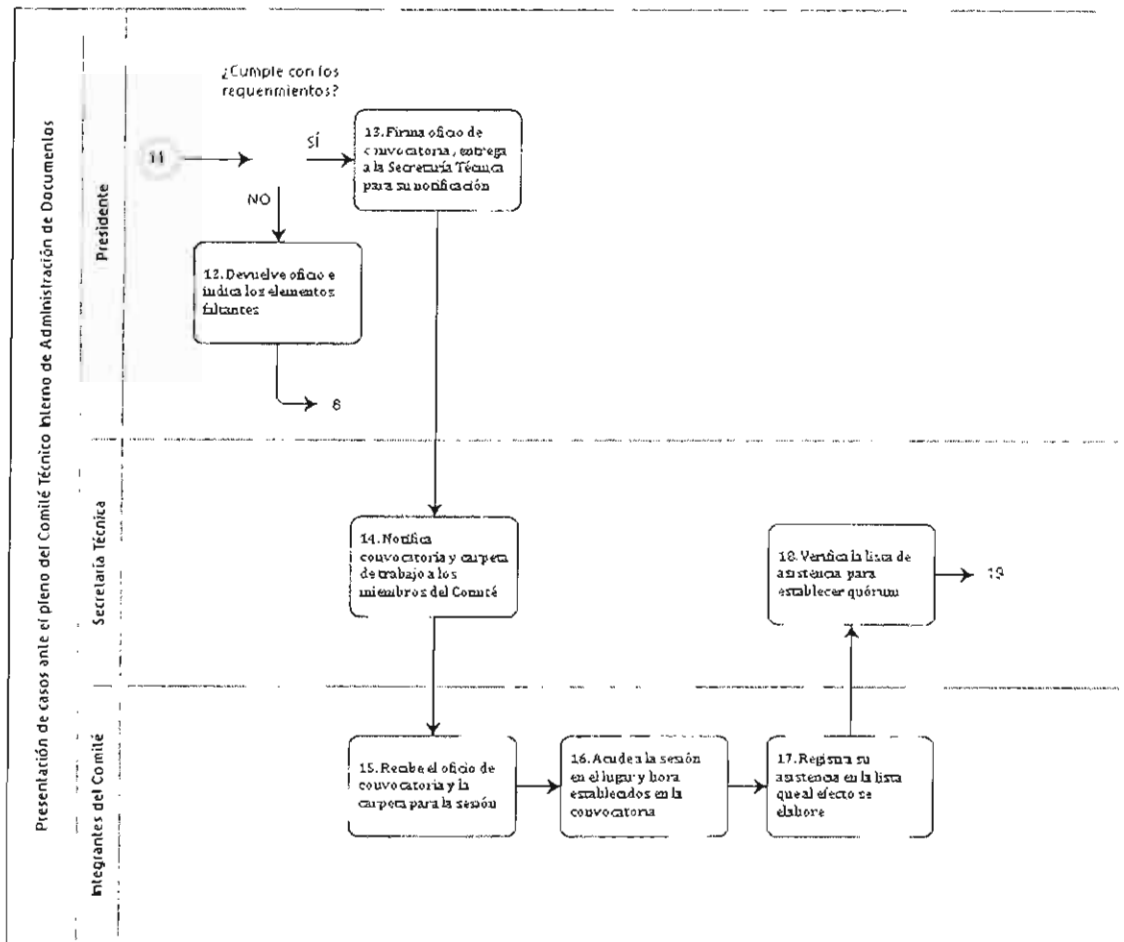 Presentación de casos ante el pleno del Comité Técnico Interno de Administración de Documentos
Presidente
¿Cumple con los
requerimientos?
11
SÍ
NO
13. Firma oficio de
convocatoria, entrega
a la Secretaría Técnica
para su notificación
12. Devuelve oficio e
indica los elementos
faltantes
8
Secretaría Técnica
14. Notifica
convocatoria y carpeta
de trabajo a los
miembros del Comité
18. Verifica la lista de
asistencia para
establecer quórum
19
Integrantes del Comité
15. Recibe el oficio de
convocatoria y la
carpeta para la sesión
16. Acude a la sesión
en el lugar y hora
establecidos en la
convocatoria
17. Registra su
asistencia en la lista
que al efecto se
elabore